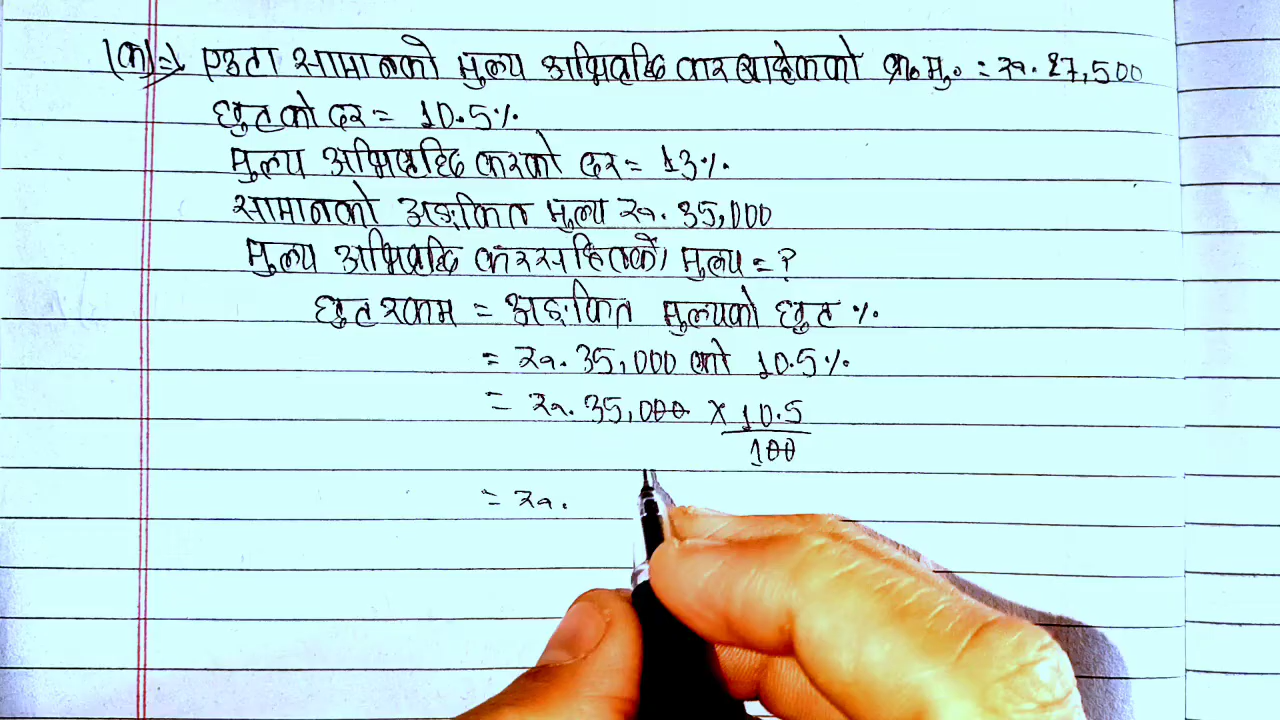 (क)⇒ एउटा सामानको मुल्य अभिवृद्धि कर बाहेकको क्र॰मु॰ = रू. 27,500
छुटको दर = 10.5%
मुल्य अभिवृद्धि करको दर = 13%
सामानको अङ्कित मुल्य रू. 35,000
मुल्य अभिवृद्धि करसहितको मुल्य = ?
छुट रकम = अङ्कित मुल्यको छुट %
= रू. 35,000 को 10.5%
= रू. 35,000 × 10.5
100
= रू.